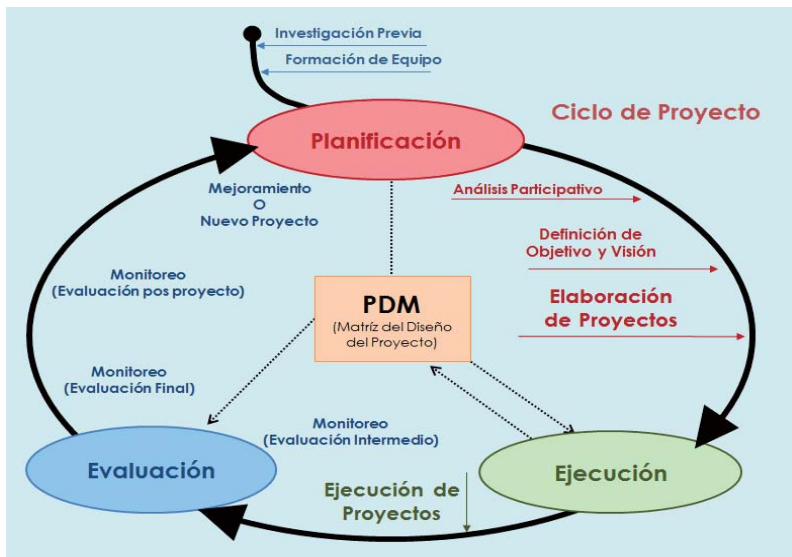 Investigación Previa
Formación de Equipo
Ciclo de Proyecto
Planificación
Mejoramiento
O
Nuevo Proyecto
Análisis Participativo
Definición de
Objetivo y Visión
Monitoreo
(Evaluación pos proyecto)
PDM
(Matríz del Diseño
del Proyecto)
Elaboración
de Proyectos
Monitoreo
(Evaluación Final)
Monitoreo
(Evaluación Intermedio)
Evaluación
Ejecución
Ejecución de
Proyectos